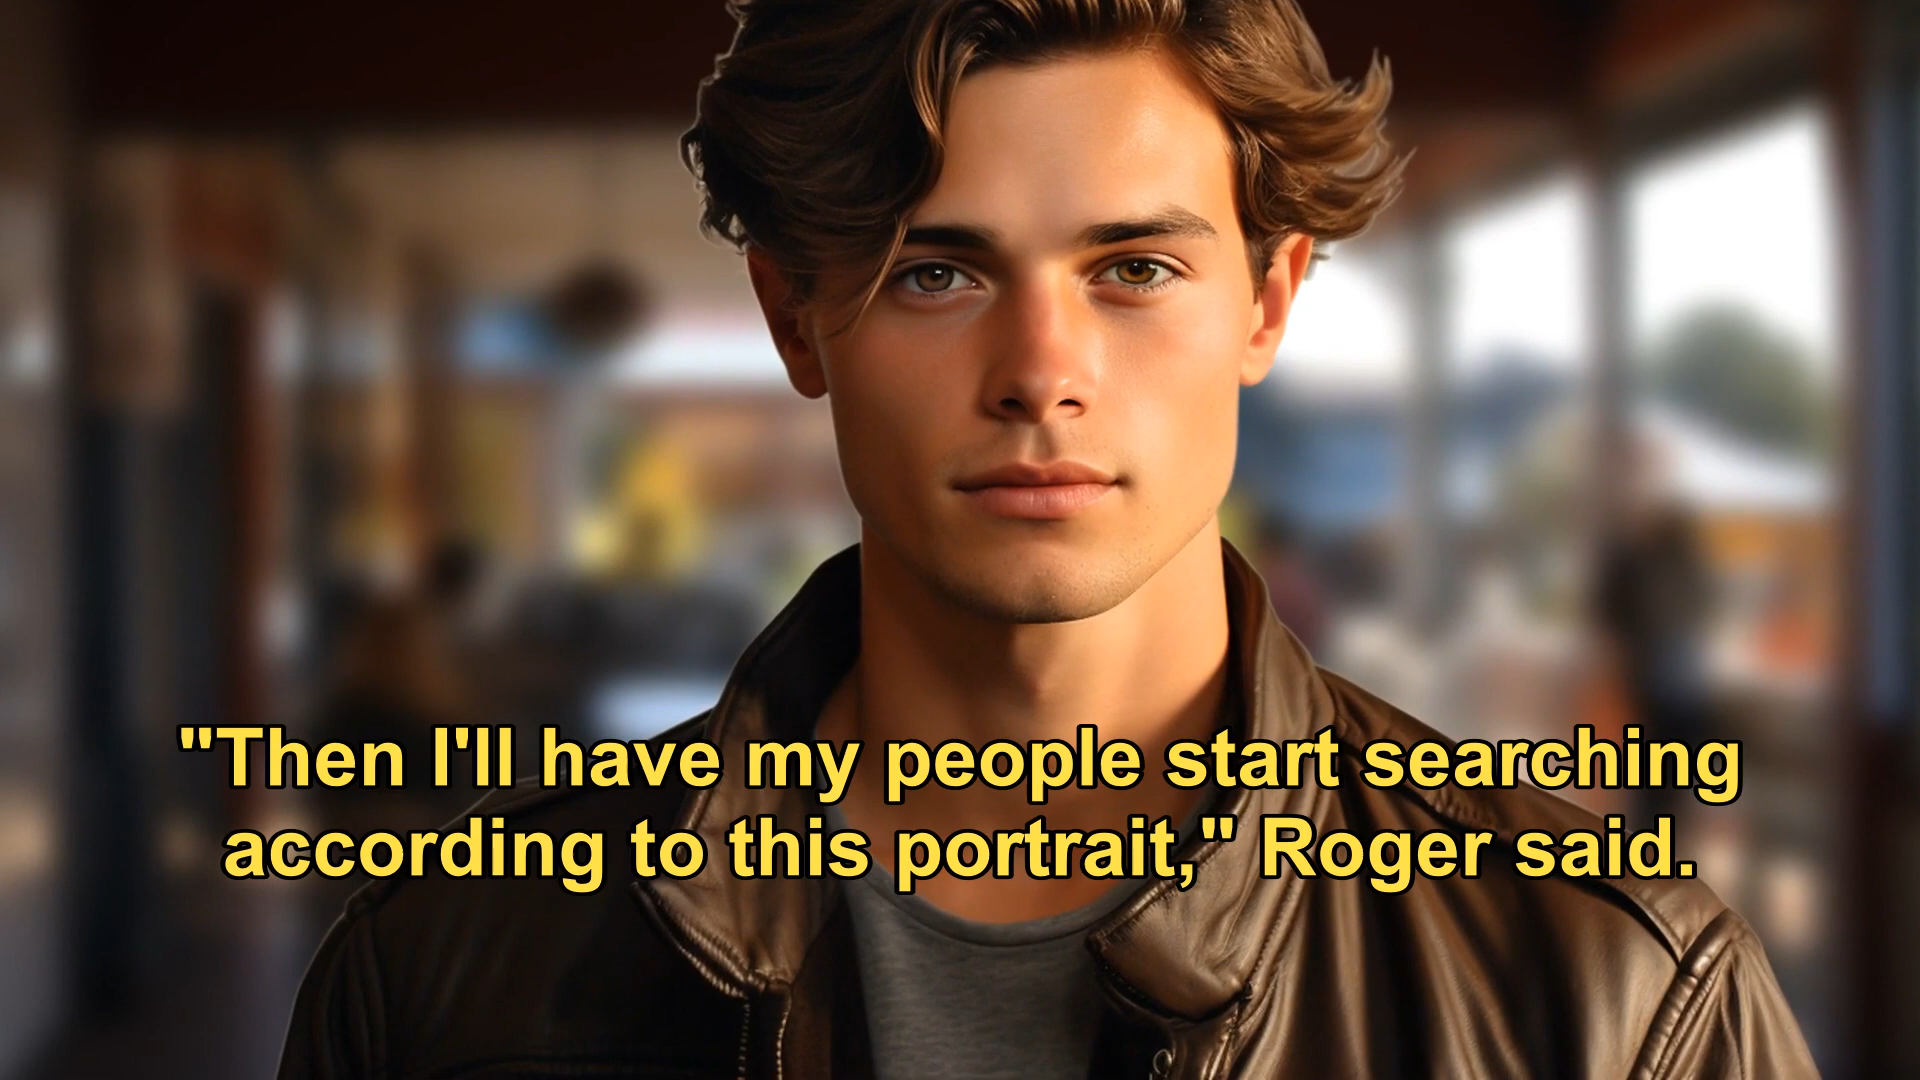 "Then I'll have my people start searching
according to this portrait," Roger said.